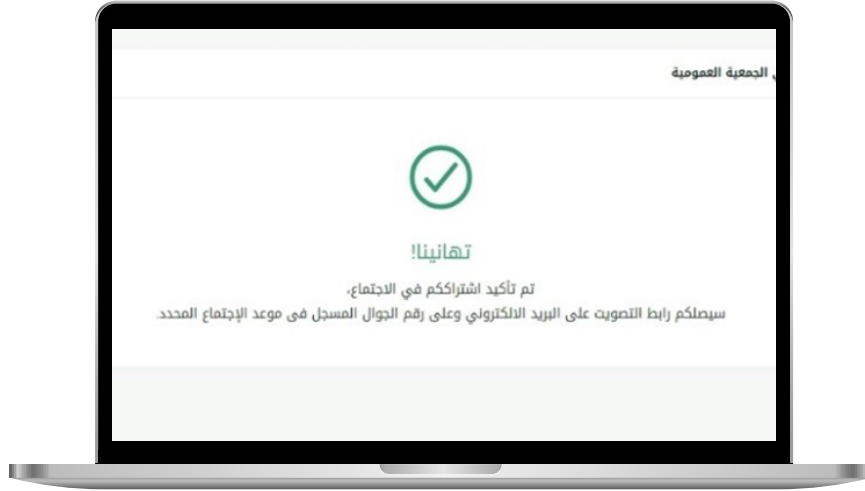 الجمعية العمومية
تهانينا!
تم تأكيد اشتراككم في الاجتماع،
سيصلكم رابط التصويت على البريد الالكتروني وعلى رقم الجوال المسجل فى موعد الإجتماع المحدد.